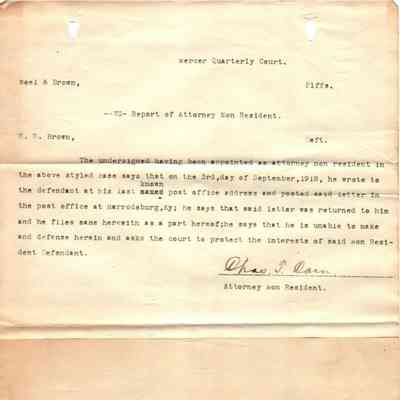 Mercer Quarterly Court.
Neel & Brown, Plffs.
--VS- Report of Attorney Non Resident.
Brown, Deft.
The undersigned having been appointed as attorney non resident in
the above styled case says that on the 3rd,day of September,1918, he wrote to
known
the defendant at his last named post office address and posted said letter in
the post office at Harrodsburg,Ky; he says that said letter was returned to him
and he files same herewith as a part hereof;he says that he is unable to make
and defense herein and asks the court to protect the interests of said non Resi-
dent Defendant.
Chas. T. Corn
Attorney non Resident.